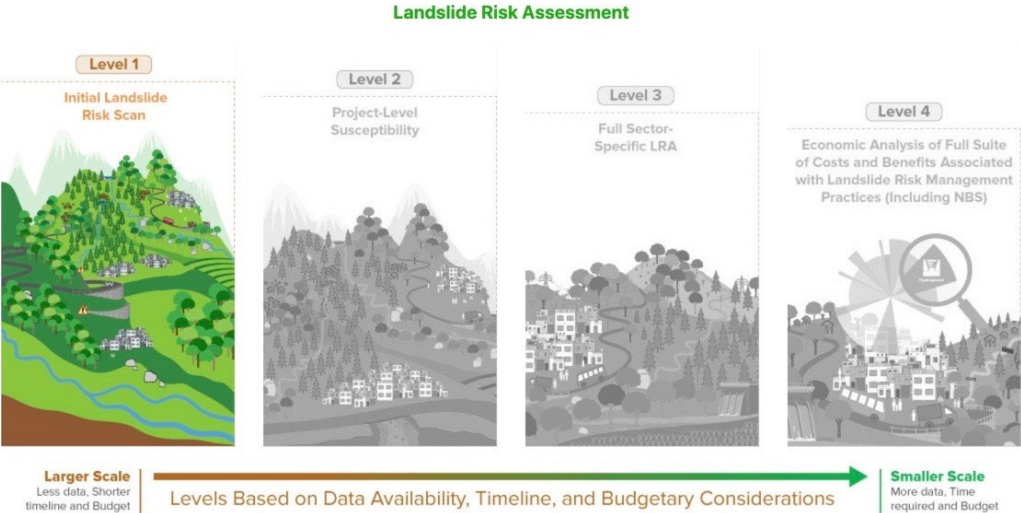 Landslide Risk Assessment
Level 1
Initial Landslide
Risk Scan
Level 2
Project-Level
Susceptibility
Level 3
Full Sector-
Specific LRA
Level 4
Economic Analysis of Full Suite
of Costs and Benefits Associated
with Landslide Risk Management
Practices (Including NBS)
Larger Scale
Less data, Shorter
timeline and Budget
Levels Based on Data Availability, Timeline, and Budgetary Considerations
Smaller Scale
More data, Time
required and Budget